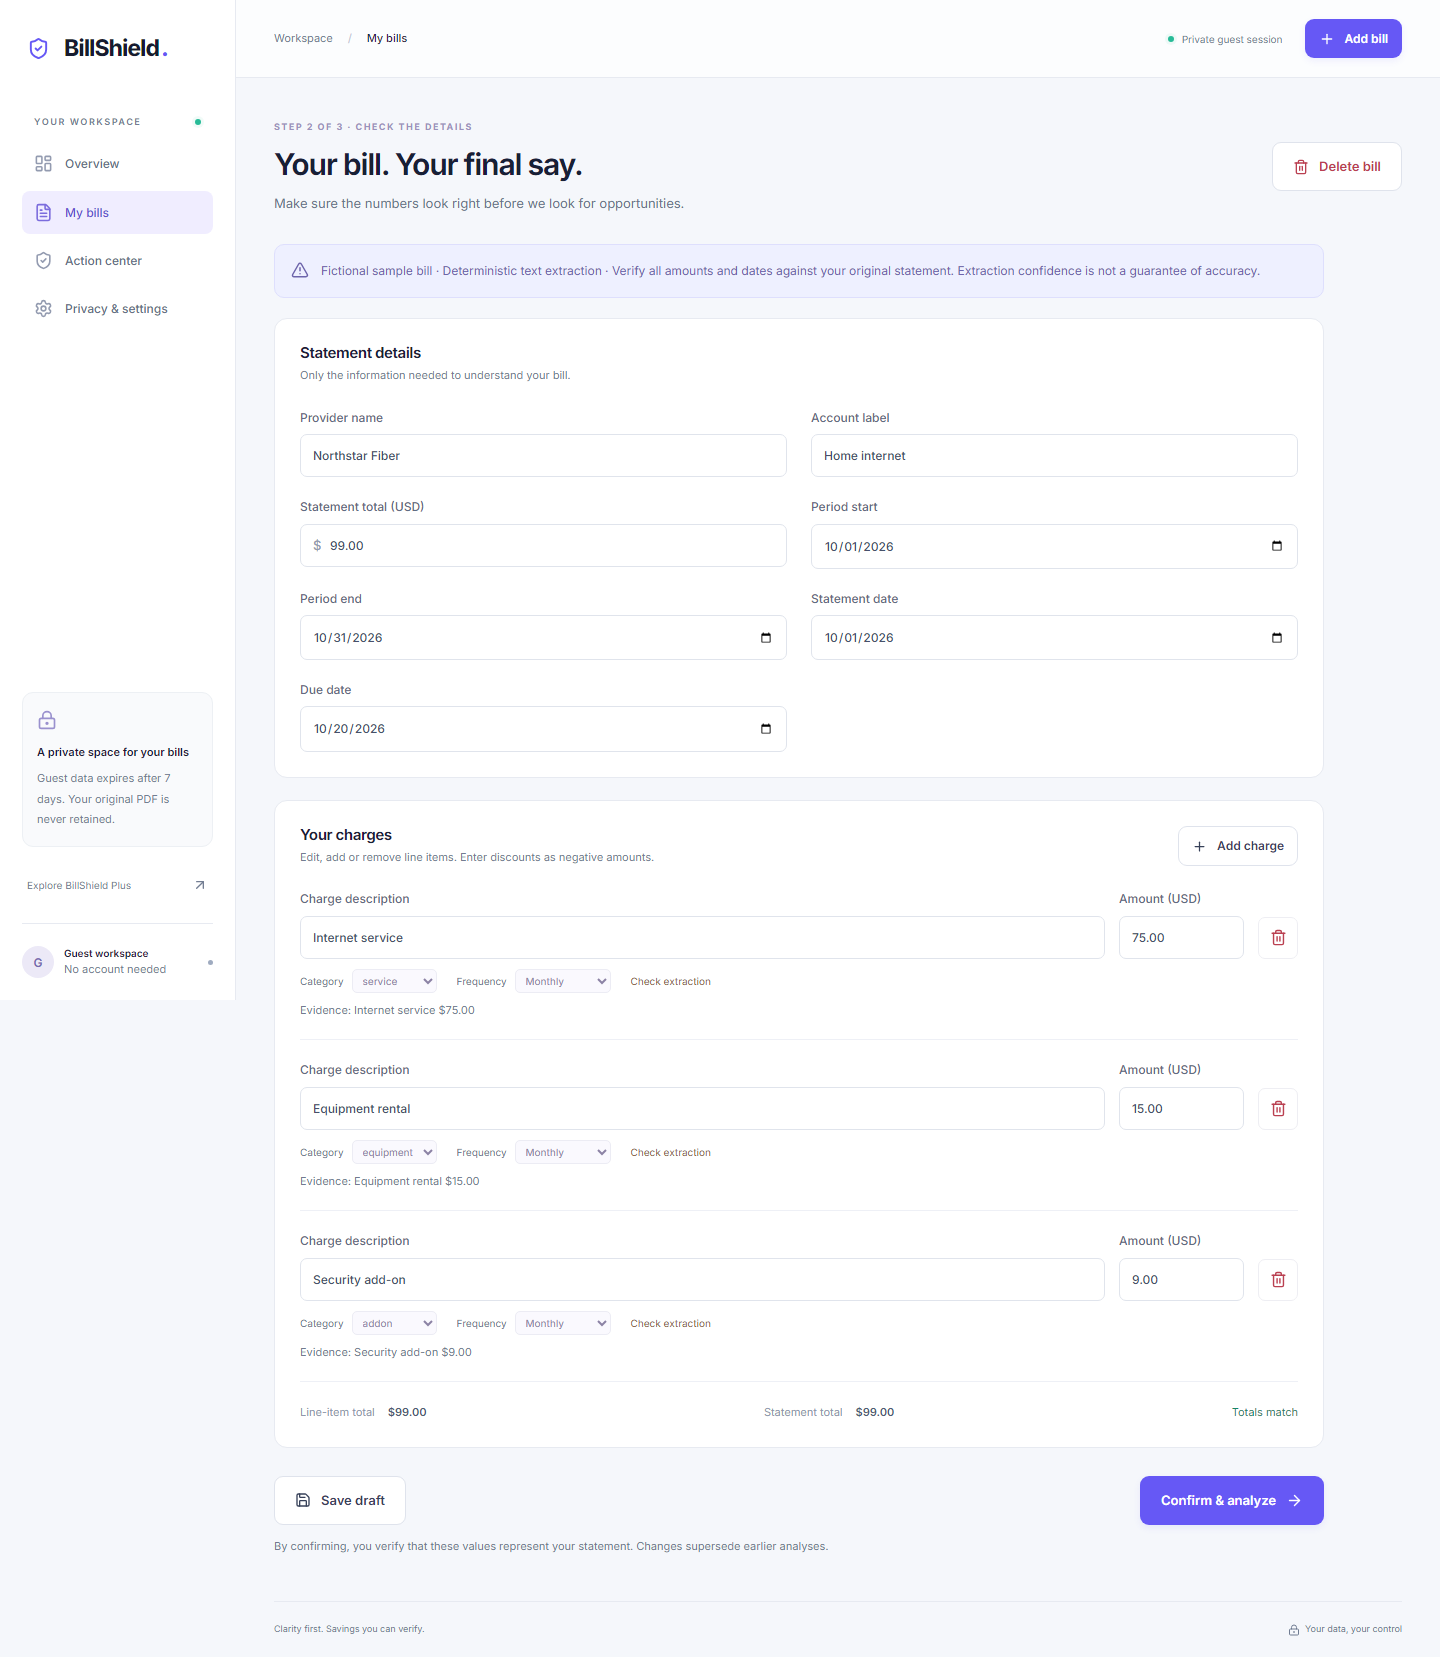 BillShield.
YOUR WORKSPACE
Overview
My bills
Action center
Privacy & settings
A private space for your bills
Guest data expires after 7
days. Your original PDF is
never retained.
Explore BillShield Plus
G
Guest workspace
No account needed
Workspace / My bills
Private guest session
Add bill
STEP 2 OF 3 · CHECK THE DETAILS
Your bill. Your final say.
Make sure the numbers look right before we look for opportunities.
Delete bill
Fictional sample bill · Deterministic text extraction · Verify all amounts and dates against your original statement. Extraction confidence is not a guarantee of accuracy.
Statement details
Only the information needed to understand your bill.
Provider name
Northstar Fiber
Account label
Home internet
Statement total (USD)
$ 99.00
Period start
10/01/2026
Period end
10/31/2026
Statement date
10/01/2026
Due date
10/20/2026
Your charges
Edit, add or remove line items. Enter discounts as negative amounts.
Add charge
Charge description
Amount (USD)
Internet service
75.00
Category service Frequency Monthly Check extraction
Evidence: Internet service $75.00
Charge description
Amount (USD)
Equipment rental
15.00
Category equipment Frequency Monthly Check extraction
Evidence: Equipment rental $15.00
Charge description
Amount (USD)
Security add-on
9.00
Category addon Frequency Monthly Check extraction
Evidence: Security add-on $9.00
Line-item total $99.00
Statement total $99.00
Totals match
Save draft
Confirm & analyze
By confirming, you verify that these values represent your statement. Changes supersede earlier analyses.
Clarity first. Savings you can verify.
Your data, your control